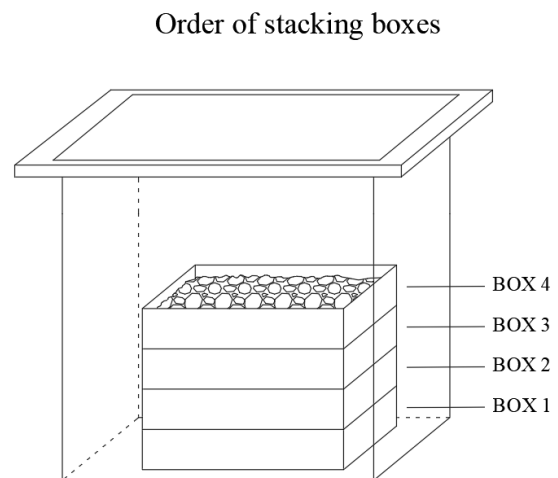 Order of stacking boxes
BOX 4
BOX 3
BOX 2
BOX 1